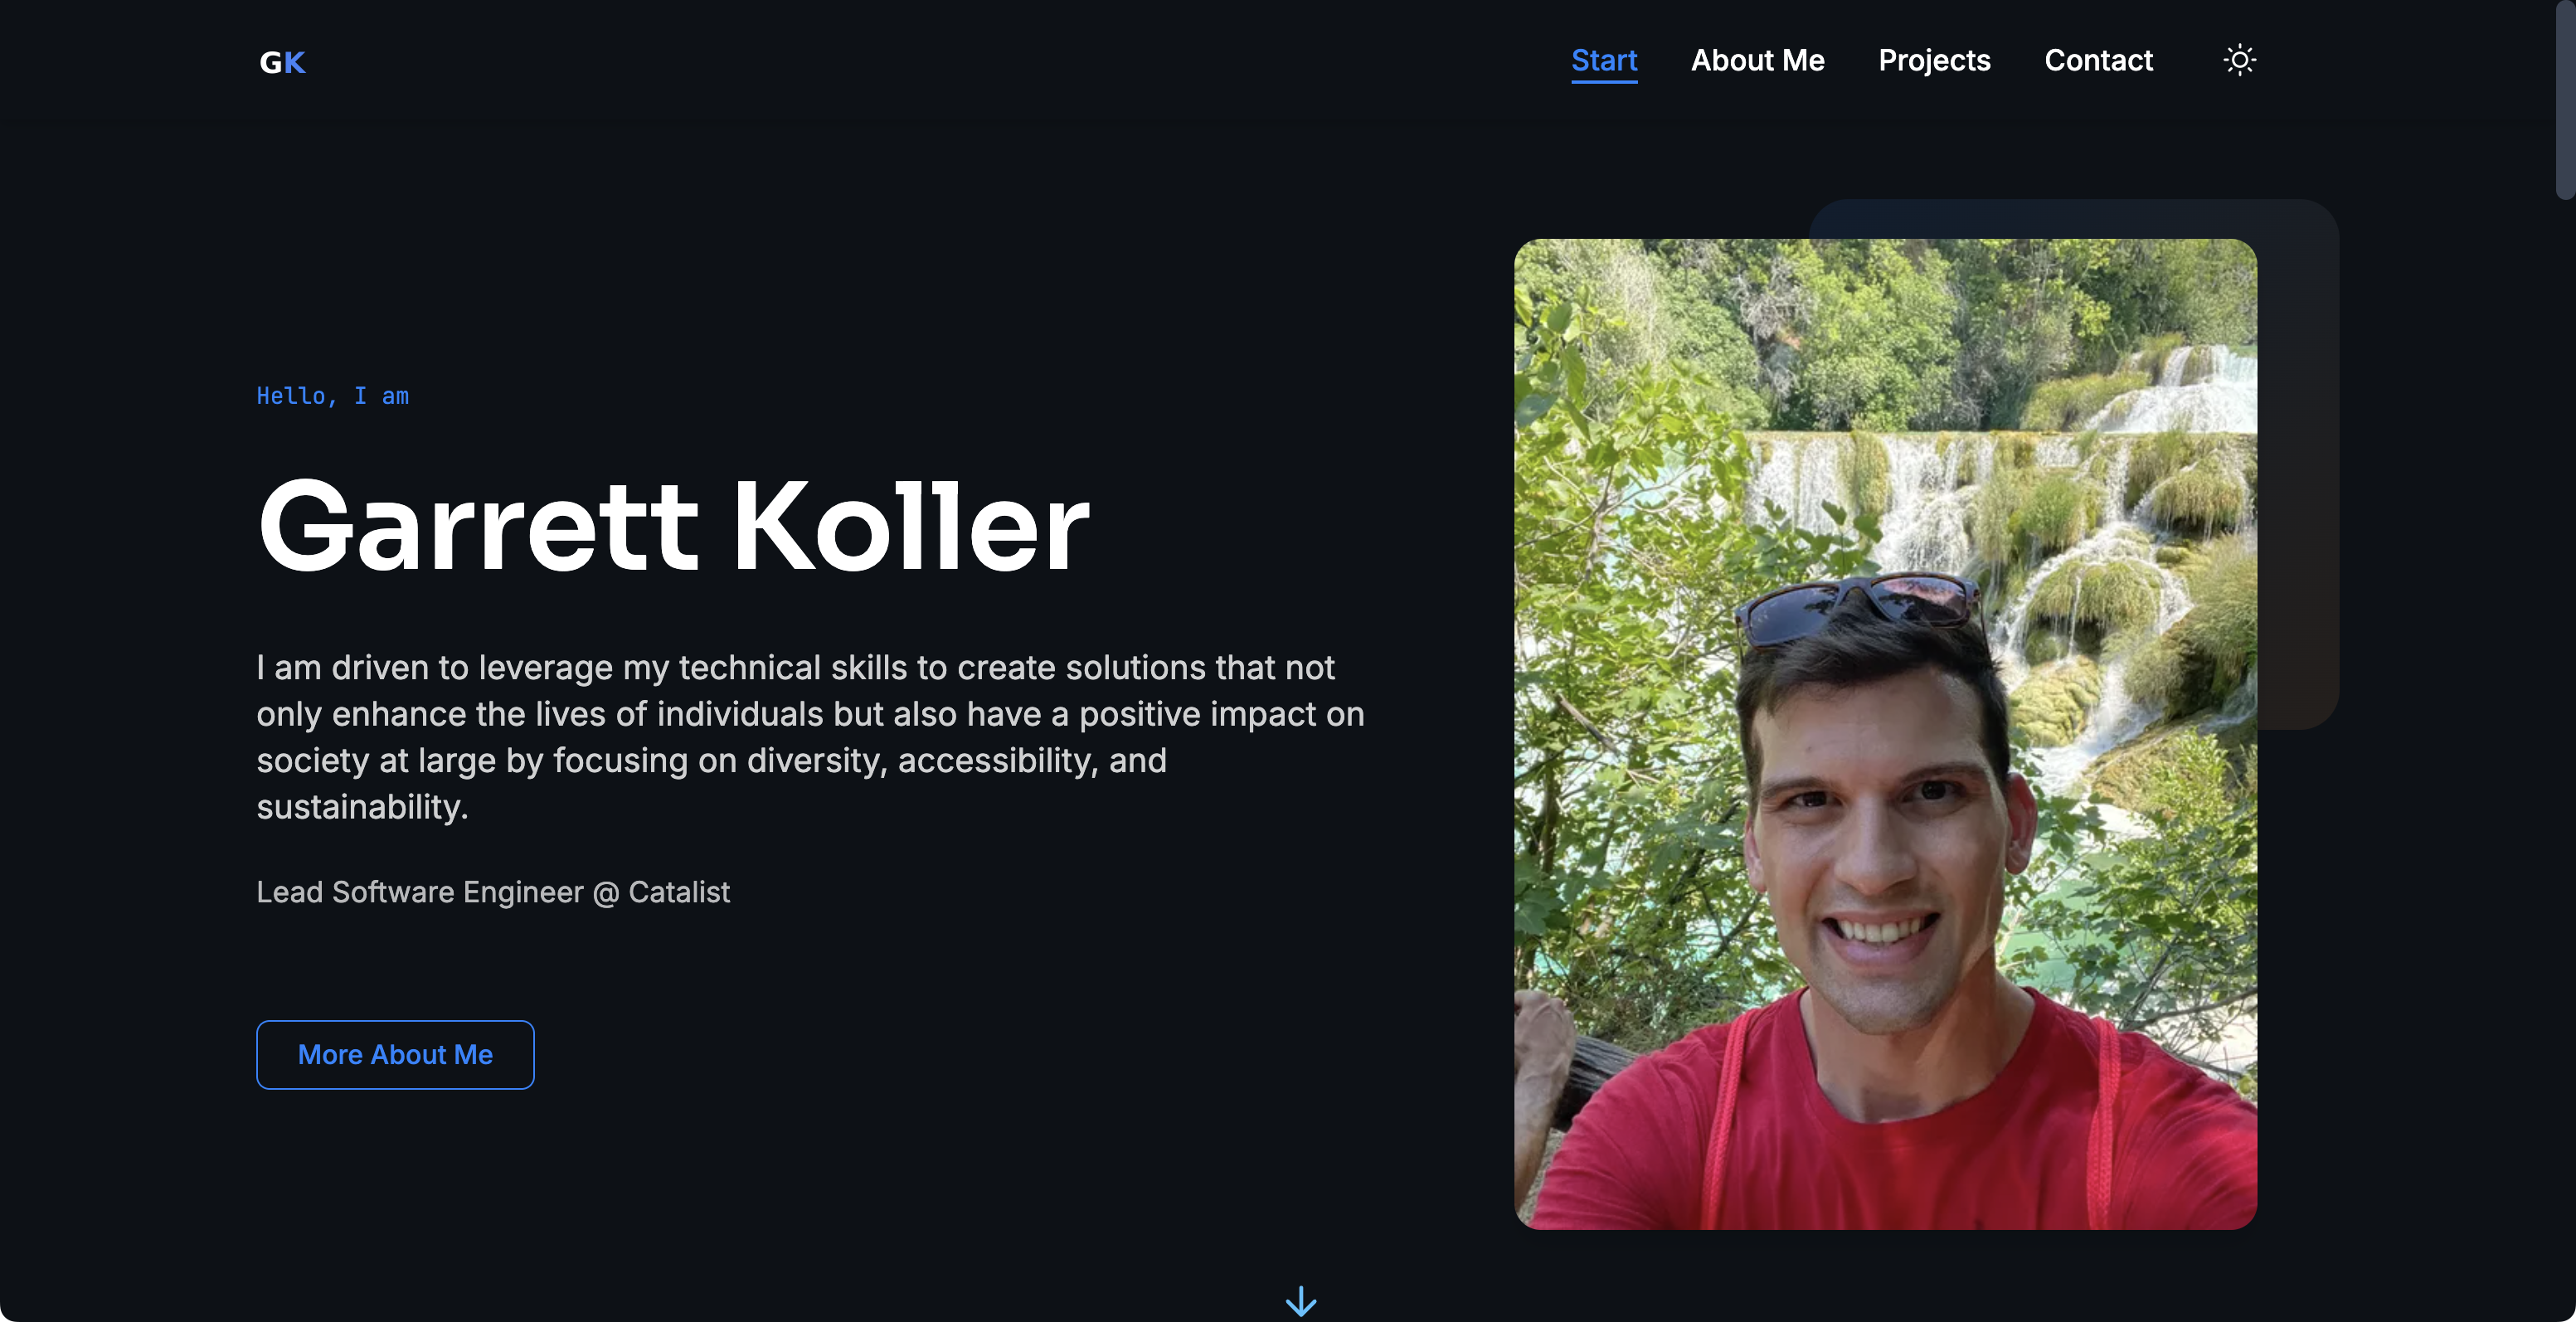 GK
Start About Me Projects Contact
Hello, I am
Garrett Koller
I am driven to leverage my technical skills to create solutions that not
only enhance the lives of individuals but also have a positive impact on
society at large by focusing on diversity, accessibility, and
sustainability.
Lead Software Engineer @ Catalist
More About Me